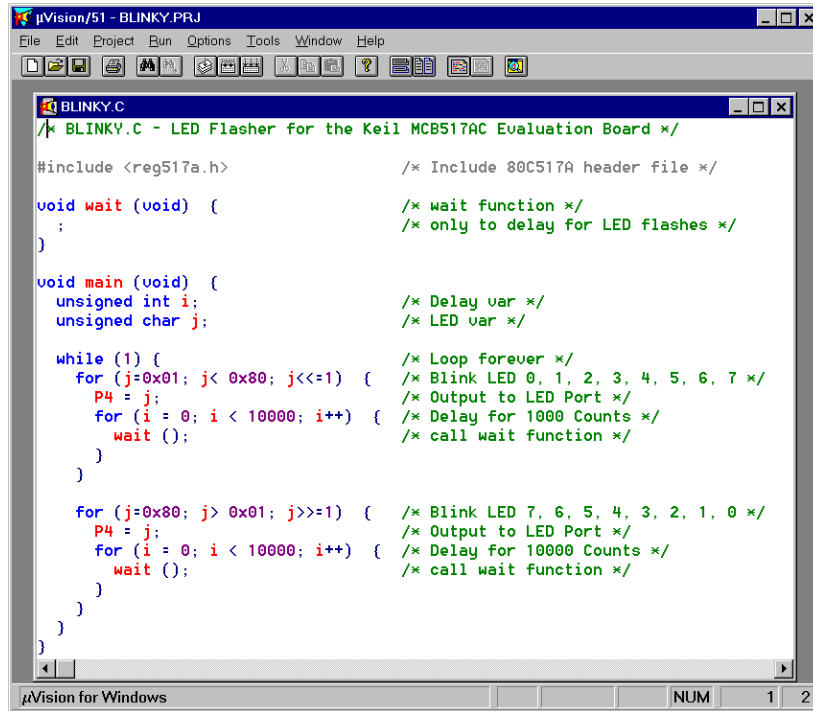 µVision/51 - BLINKY.PRJ
File Edit Project Run Options Tools Window Help
BLINKY.C
/* BLINKY.C - LED Flasher for the Keil MCB517AC Evaluation Board */
#include <reg517a.h> /* Include 80C517A header file */
void wait (void) { /* wait function */
; /* only to delay for LED flashes */
}
void main (void) {
unsigned int i; /* Delay var */
unsigned char j; /* LED var */
while (1) { /* Loop forever */
for (j=0x01; j< 0x80; j<<=1) { /* Blink LED 0, 1, 2, 3, 4, 5, 6, 7 */
P4 = j; /* Output to LED Port */
for (i = 0; i < 10000; i++) { /* Delay for 1000 Counts */
wait (); /* call wait function */
}
}
for (j=0x80; j> 0x01; j>>=1) { /* Blink LED 7, 6, 5, 4, 3, 2, 1, 0 */
P4 = j; /* Output to LED Port */
for (i = 0; i < 10000; i++) { /* Delay for 10000 Counts */
wait (); /* call wait function */
}
}
}
}
µVision for Windows NUM 1 2